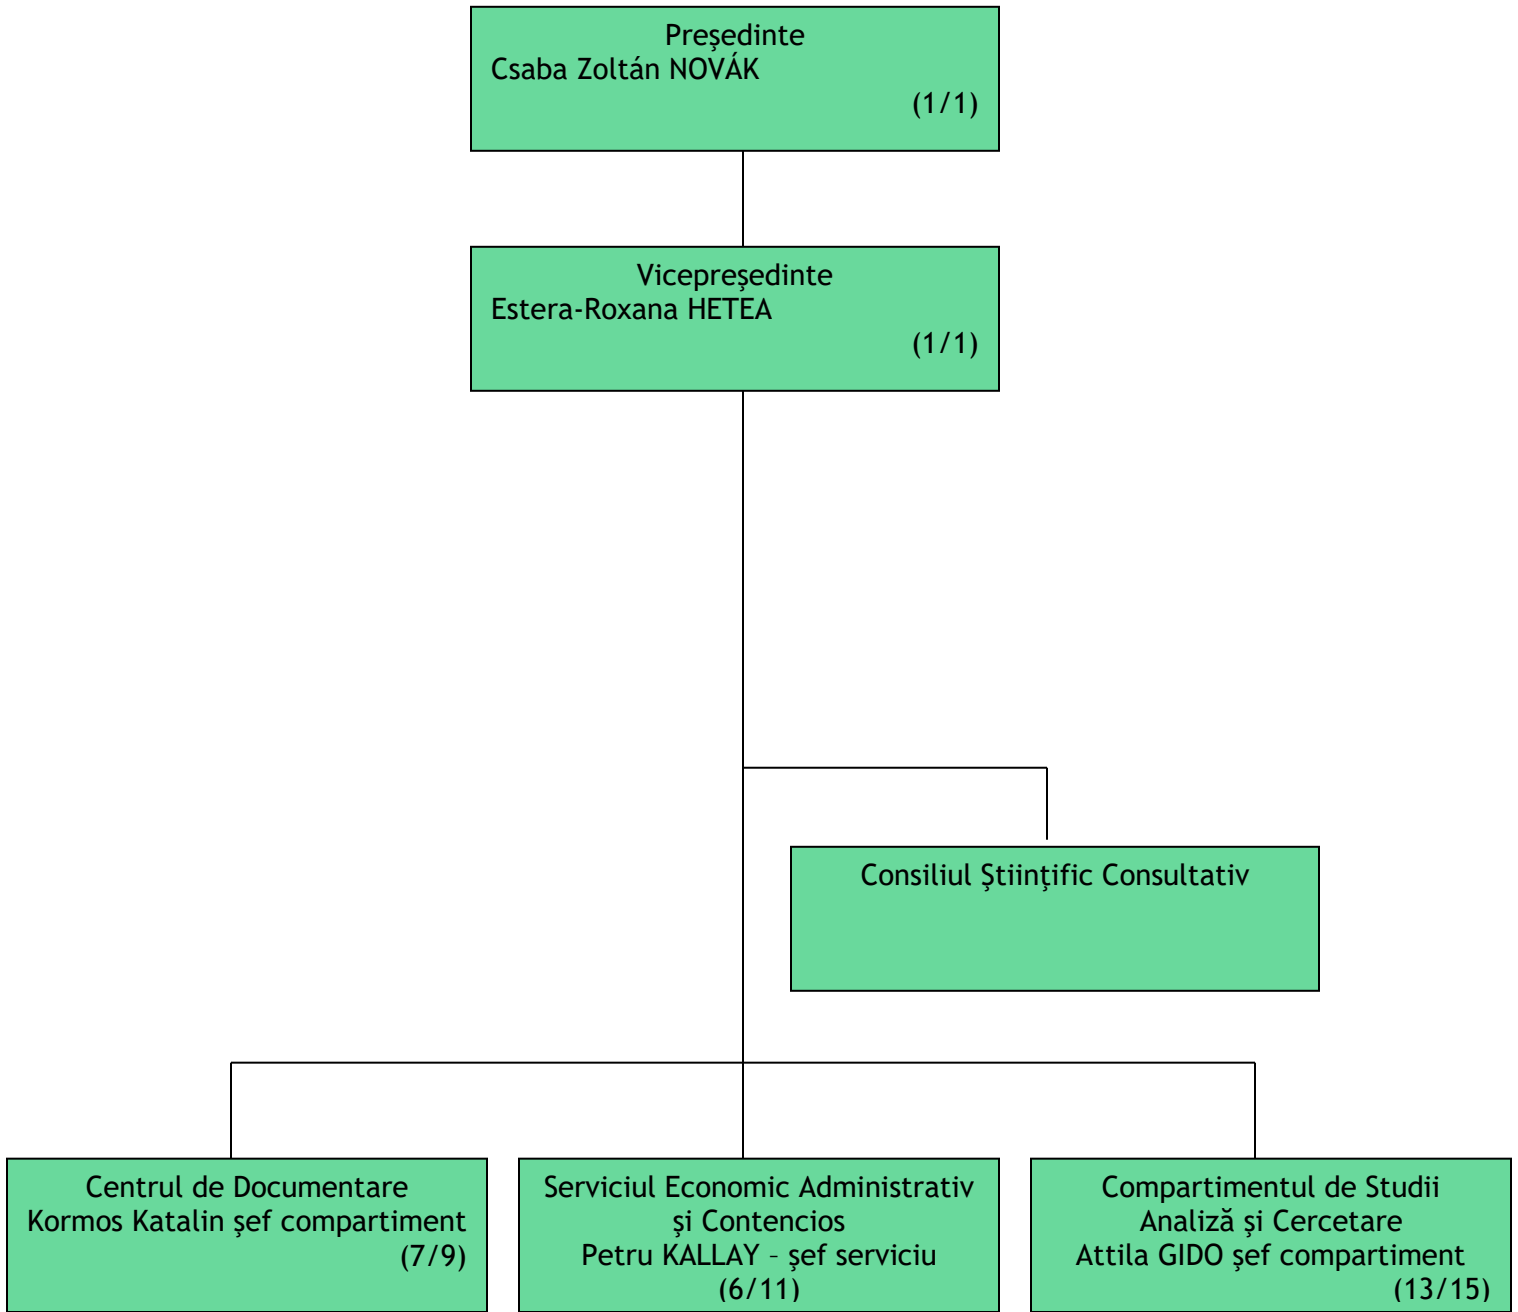 Preşedinte
Csaba Zoltán NOVÁK
(1/1)
Vicepreşedinte
Estera-Roxana HETEA
(1/1)
Consiliul Ştiinţific Consultativ
Centrul de Documentare
Kormos Katalin şef compartiment
(7/9)
Serviciul Economic Administrativ
şi Contencios
Petru KALLAY – şef serviciu
(6/11)
Compartimentul de Studii
Analiză şi Cercetare
Attila GIDO şef compartiment
(13/15)